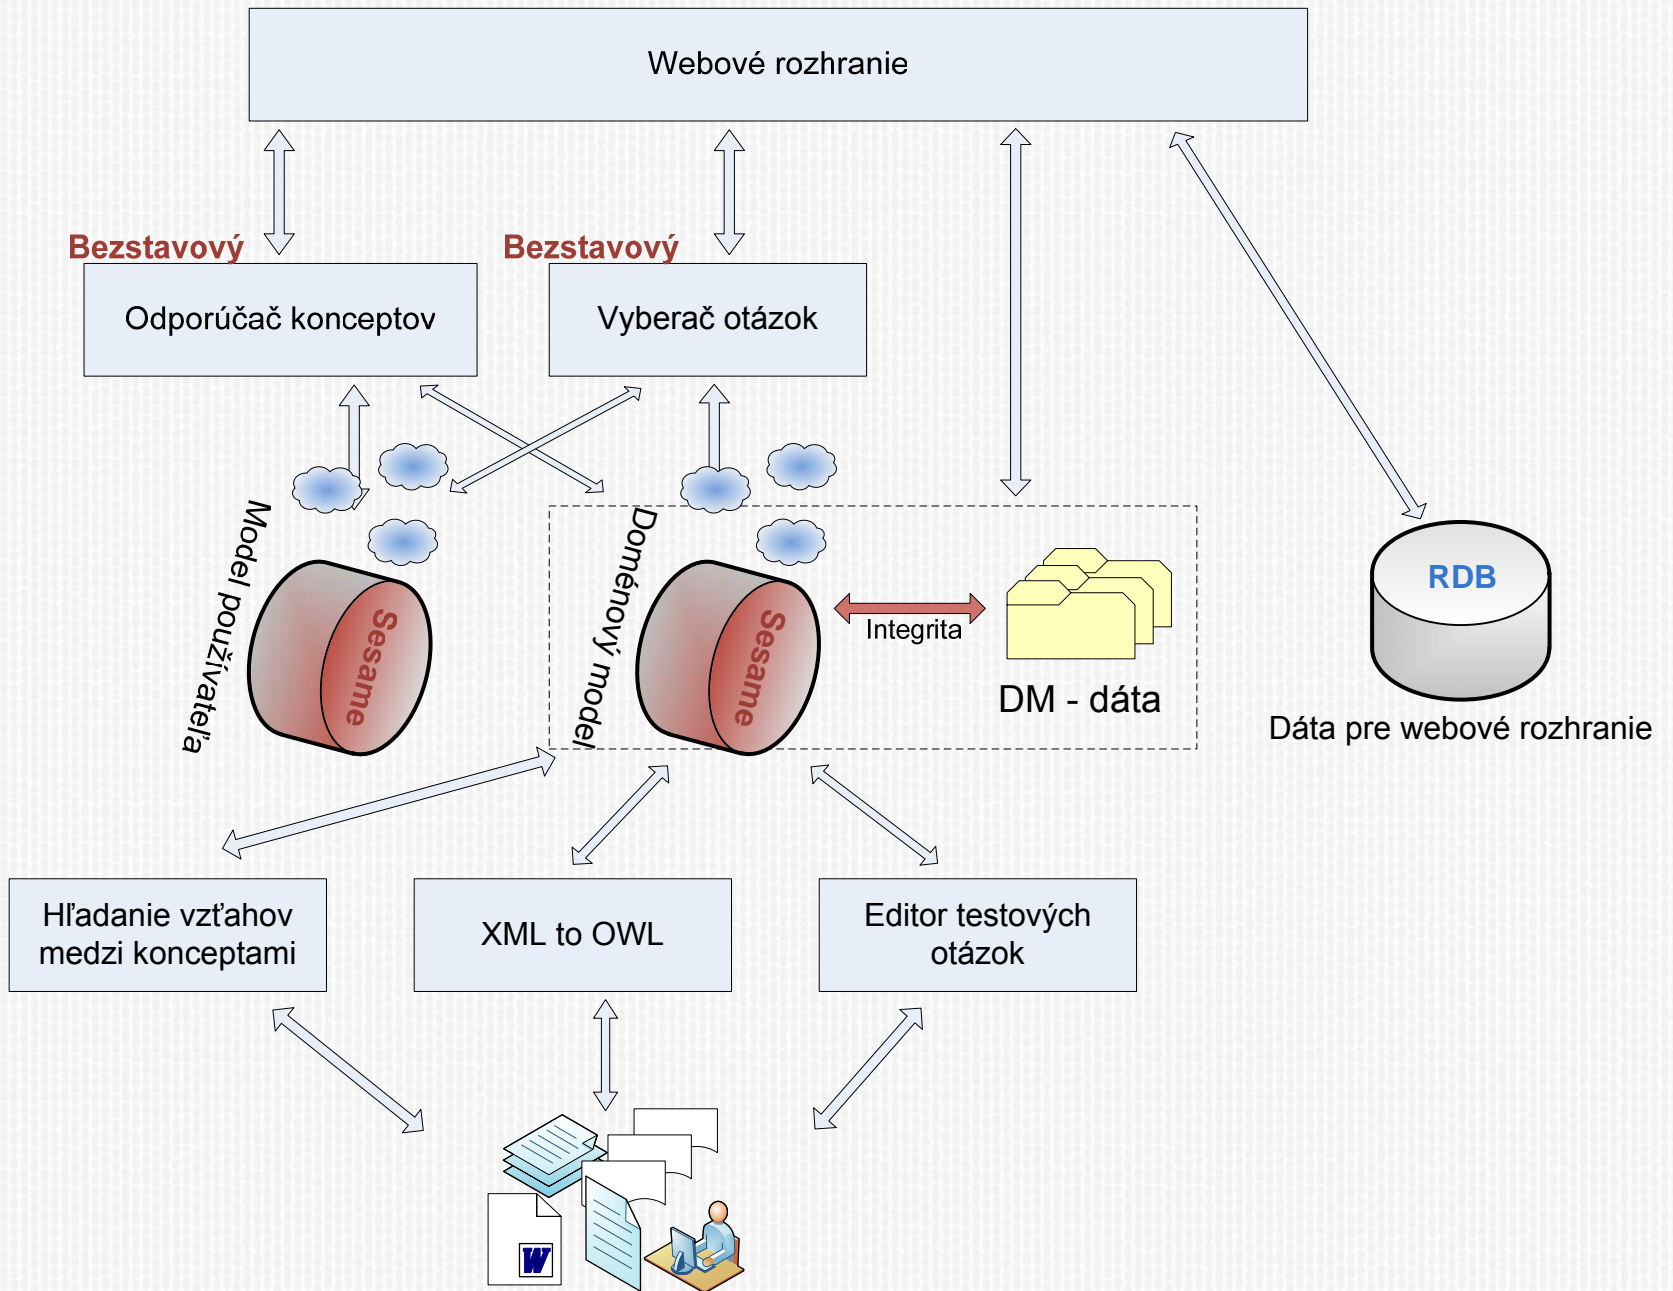 Webové rozhranie
Bezstavový
Bezstavový
Odporúčač konceptov
Vyberač otázok
Model používateľa
Sesame
Doménový model
Sesame
Integrita
DM - dáta
RDB
Dáta pre webové rozhranie
Hľadanie vzťahov
medzi konceptami
XML to OWL
Editor testových
otázok
W